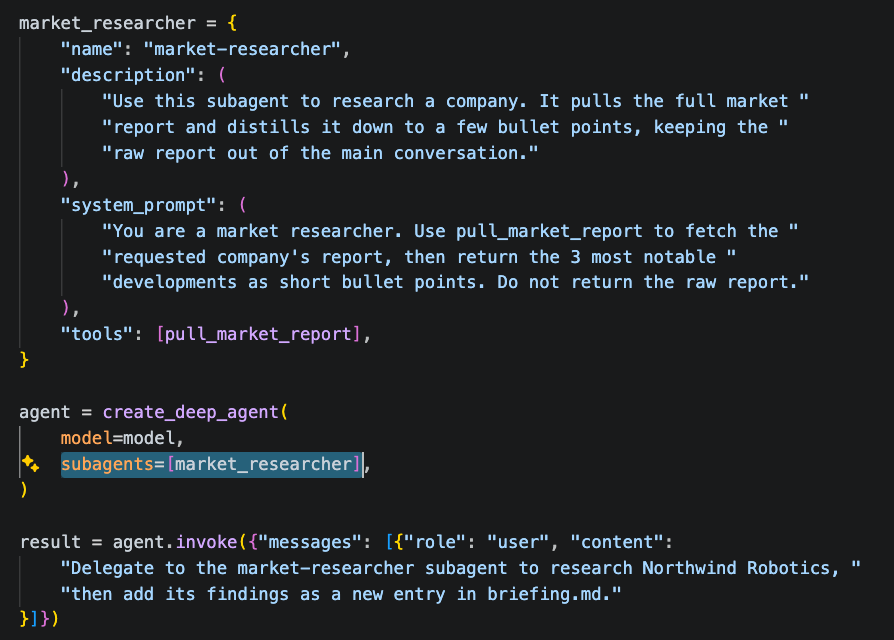 market_researcher = {
    "name": "market-researcher",
    "description": (
        "Use this subagent to research a company. It pulls the full market "
        "report and distills it down to a few bullet points, keeping the "
        "raw report out of the main conversation."
    ),
    "system_prompt": (
        "You are a market researcher. Use pull_market_report to fetch the "
        "requested company's report, then return the 3 most notable "
        "developments as short bullet points. Do not return the raw report."
    ),
    "tools": [pull_market_report],
}

agent = create_deep_agent(
    model=model,
    subagents=[market_researcher],
)

result = agent.invoke({"messages": [{"role": "user", "content":
    "Delegate to the market-researcher subagent to research Northwind Robotics, "
    "then add its findings as a new entry in briefing.md."
}]})